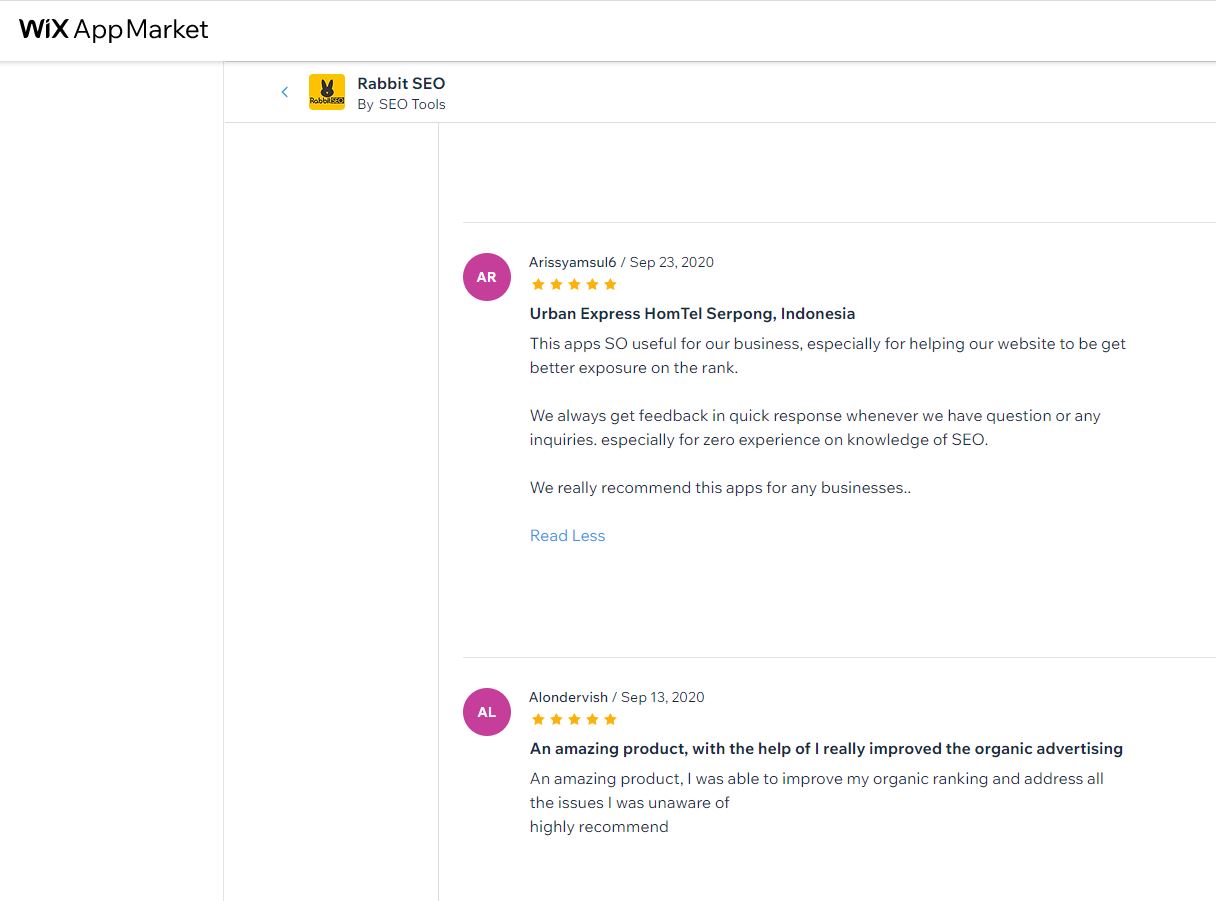 WiX App Market
Rabbit SEO
RabbitSEO
By SEO Tools
AR
Arissyamsul6 / Sep 23, 2020
Urban Express HomTel Serpong, Indonesia
This apps SO useful for our business, especially for helping our website to be get
better exposure on the rank.
We always get feedback in quick response whenever we have question or any
inquiries. especially for zero experience on knowledge of SEO.
We really recommend this apps for any businesses..
Read Less
AL
Alondervish / Sep 13, 2020
An amazing product, with the help of I really improved the organic advertising
An amazing product, I was able to improve my organic ranking and address all
the issues I was unaware of
highly recommend